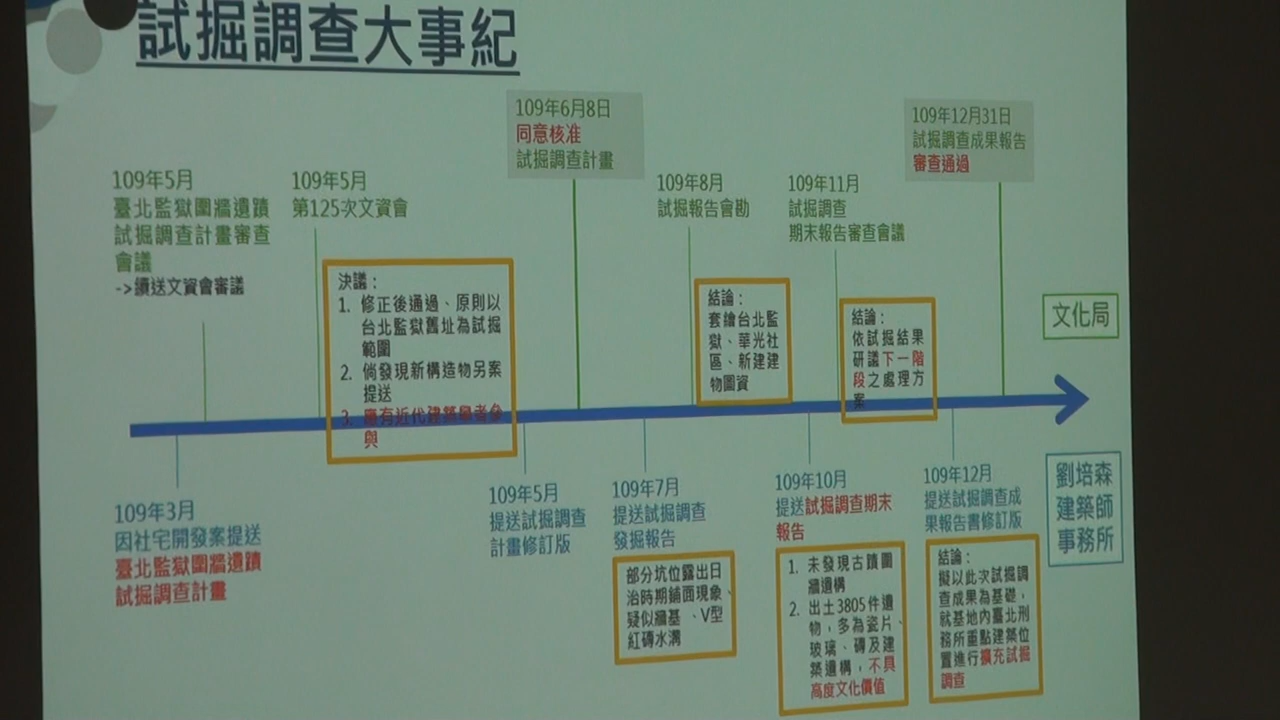 試掘調查大事紀
109年5月
臺北監獄圍牆遺蹟
試掘調查計畫審查
會議
->續送文資會審議
109年5月
第125次文資會
決議：
1. 修正後通過、原則以
台北監獄舊址為試掘
範圍
2. 倘發現新構造物另案
提送
3. 應有近代建築學者參
與
109年6月8日
同意核准
試掘調查計畫
109年8月
試掘報告會勘
結論：
套繪台北監
獄、華光社
區、新建建
物圖資
109年11月
試掘調查
期末報告審查會議
結論：
依試掘結果
研議下一階
段之處理方
案
109年12月31日
試掘調查成果報告
審查通過
文化局
109年3月
因社宅開發案提送
臺北監獄圍牆遺蹟
試掘調查計畫
109年5月
提送試掘調查
計畫修訂版
109年7月
提送試掘調查
發掘報告
部分坑位露出日
治時期鋪面現象、
疑似牆基、V型
紅磚水溝
109年10月
提送試掘調查期末
報告
1. 未發現古蹟圍
牆遺構
2. 出土3805件遺
物，多為瓷片、
玻璃、磚及建
築遺構，不具
高度文化價值
109年12月
提送試掘調查成
果報告書修訂版
結論：
擬以此次試掘調
查成果為基礎，
就基地內臺北刑
務所重點建築位
置進行擴充試掘
調查
劉培森
建築師
事務所